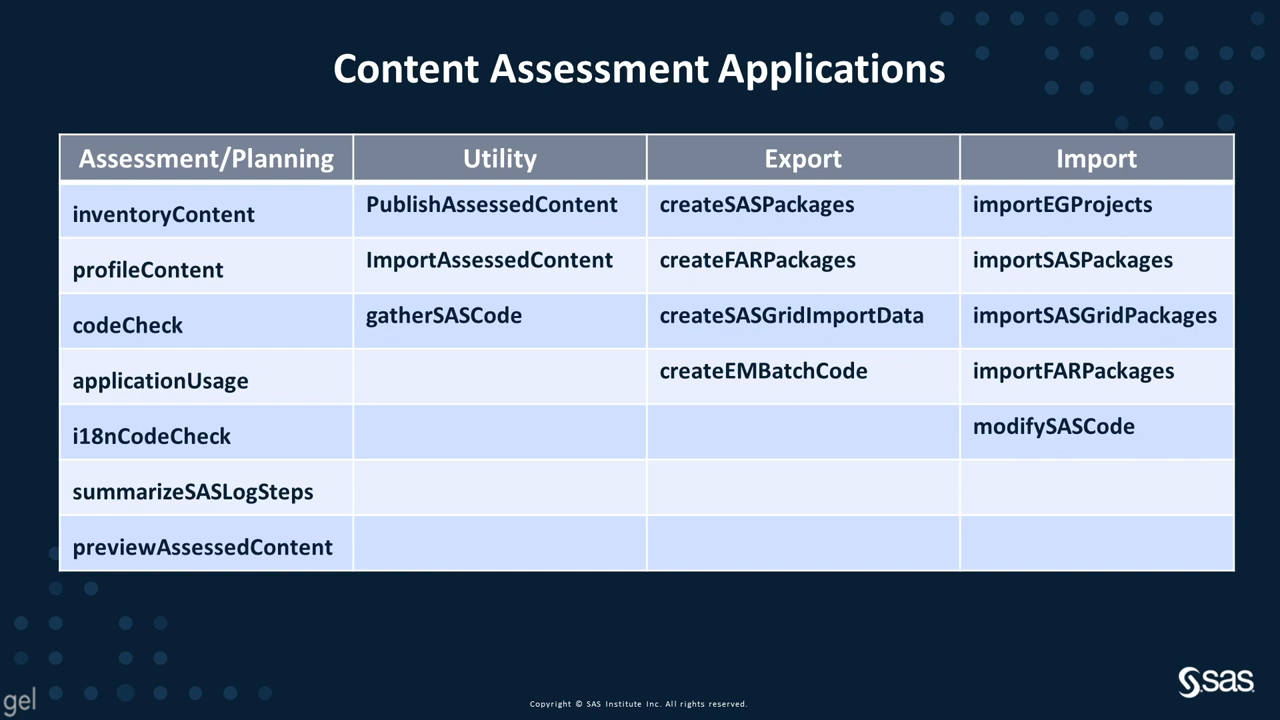 Content Assessment Applications
Assessment/Planning Utility Export Import
inventoryContent PublishAssessedContent createSASPackages importEGProjects
profileContent ImportAssessedContent createFARPackages importSASPackages
codeCheck gatherSASCode createSASGridImportData importSASGridPackages
applicationUsage createEMBatchCode importFARPackages
i18nCodeCheck modifySASCode
summarizeSASLogSteps
previewAssessedContent
sas
gel
Copyright © SAS Institute Inc. All rights reserved.